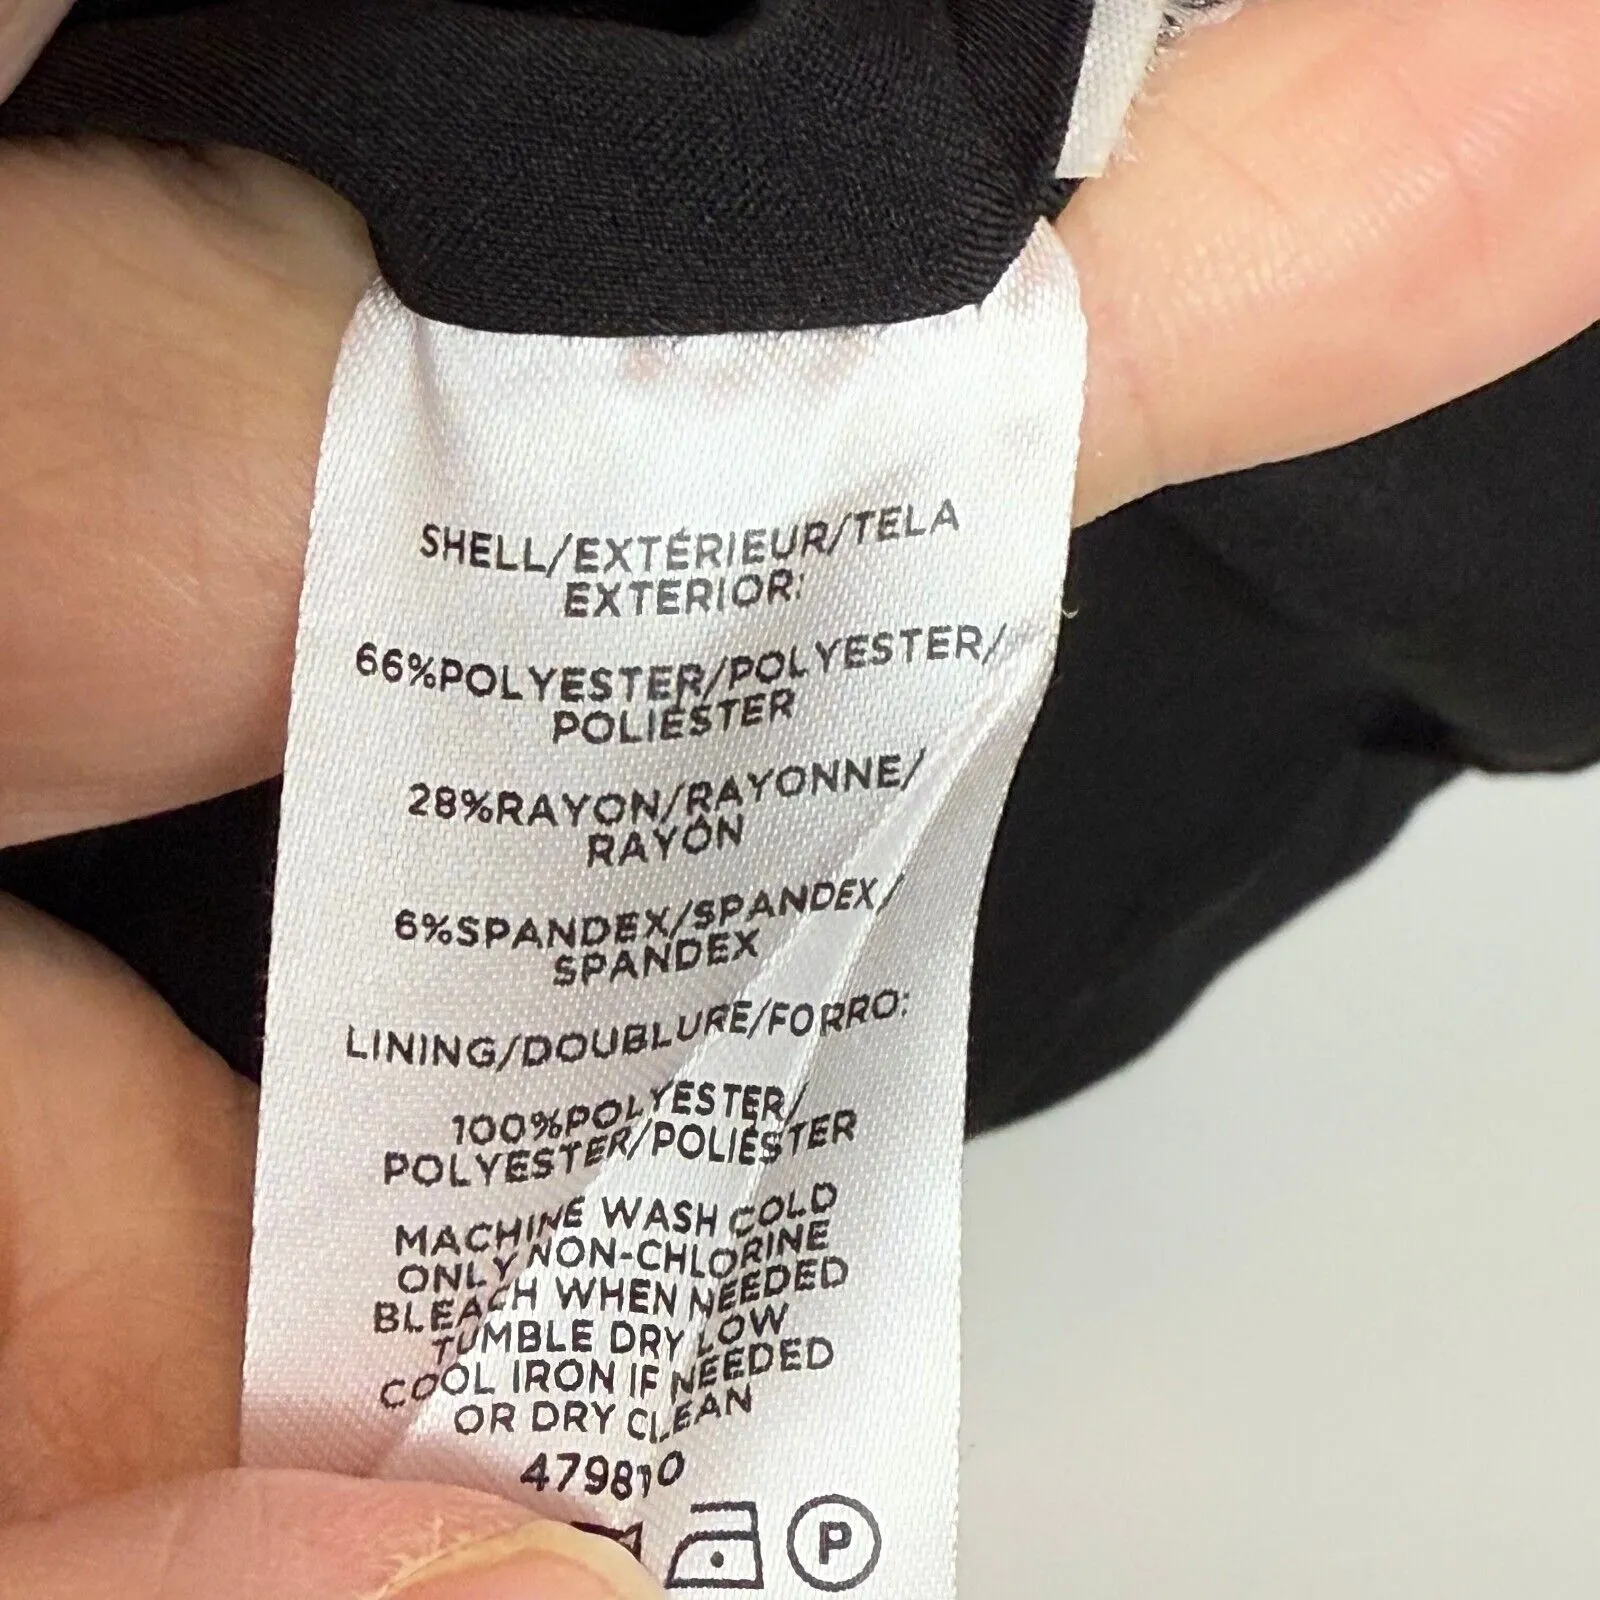 SHELL/EXTÉRIEUR/TELA
EXTERIOR:
66%POLYESTER/POLYESTER/
POLIÉSTER
28%RAYON/RAYONNE/
RAYÓN
6%SPANDEX/SPANDEX/
SPANDEX
LINING/DOUBLURE/FORRO:
100%POLYESTER/
POLYESTER/POLIÉSTER
MACHINE WASH COLD
ONLY NON-CHLORINE
BLEACH WHEN NEEDED
TUMBLE DRY LOW
COOL IRON IF NEEDED
OR DRY CLEAN
479810
P